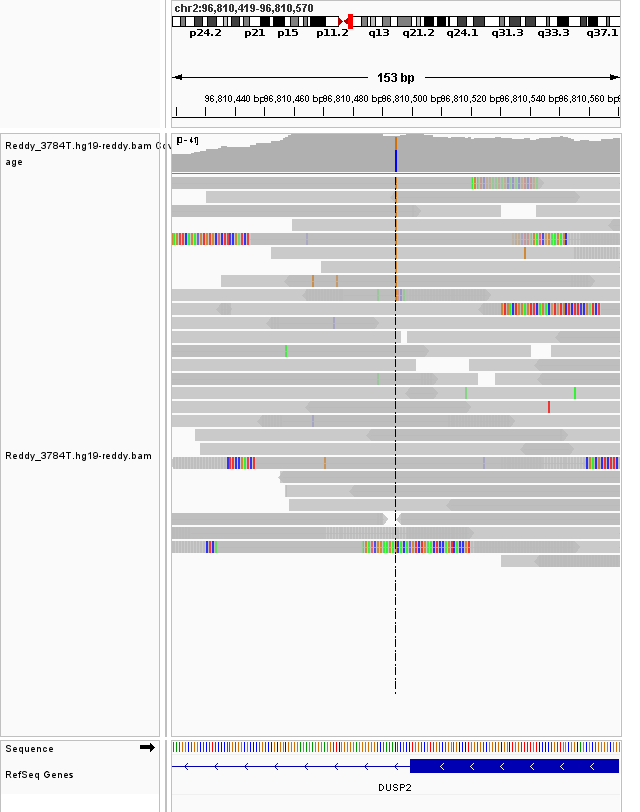 chr2:96,810,419-96,810,570
p24.2 p21 p15 p11.2 q13 q21.2 q24.1 q31.3 q33.3 q37.1
153 bp
96,810,440 bp 96,810,460 bp 96,810,480 bp 96,810,500 bp 96,810,520 bp 96,810,540 bp 96,810,560 bp
Reddy_3784T.hg19-reddy.bam Cov
age
[0 - 41]
Reddy_3784T.hg19-reddy.bam
Sequence
RefSeq Genes
DUSP2